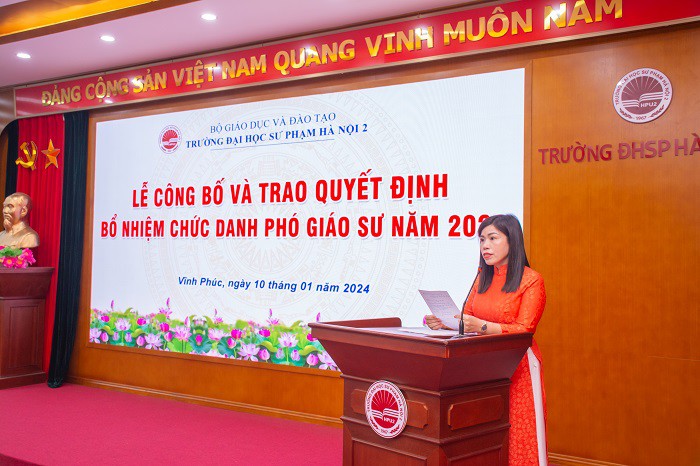 ĐẢNG CỘNG SẢN VIỆT NAM QUANG VINH MUÔN NĂM
BỘ GIÁO DỤC VÀ ĐÀO TẠO
TRƯỜNG ĐẠI HỌC SƯ PHẠM HÀ NỘI 2
LỄ CÔNG BỐ VÀ TRAO QUYẾT ĐỊNH
BỔ NHIỆM CHỨC DANH PHÓ GIÁO SƯ NĂM
Vĩnh Phúc, ngày 10 tháng 01 năm 2024
HPU2
1967
TRƯỜNG ĐHSP
HPU2